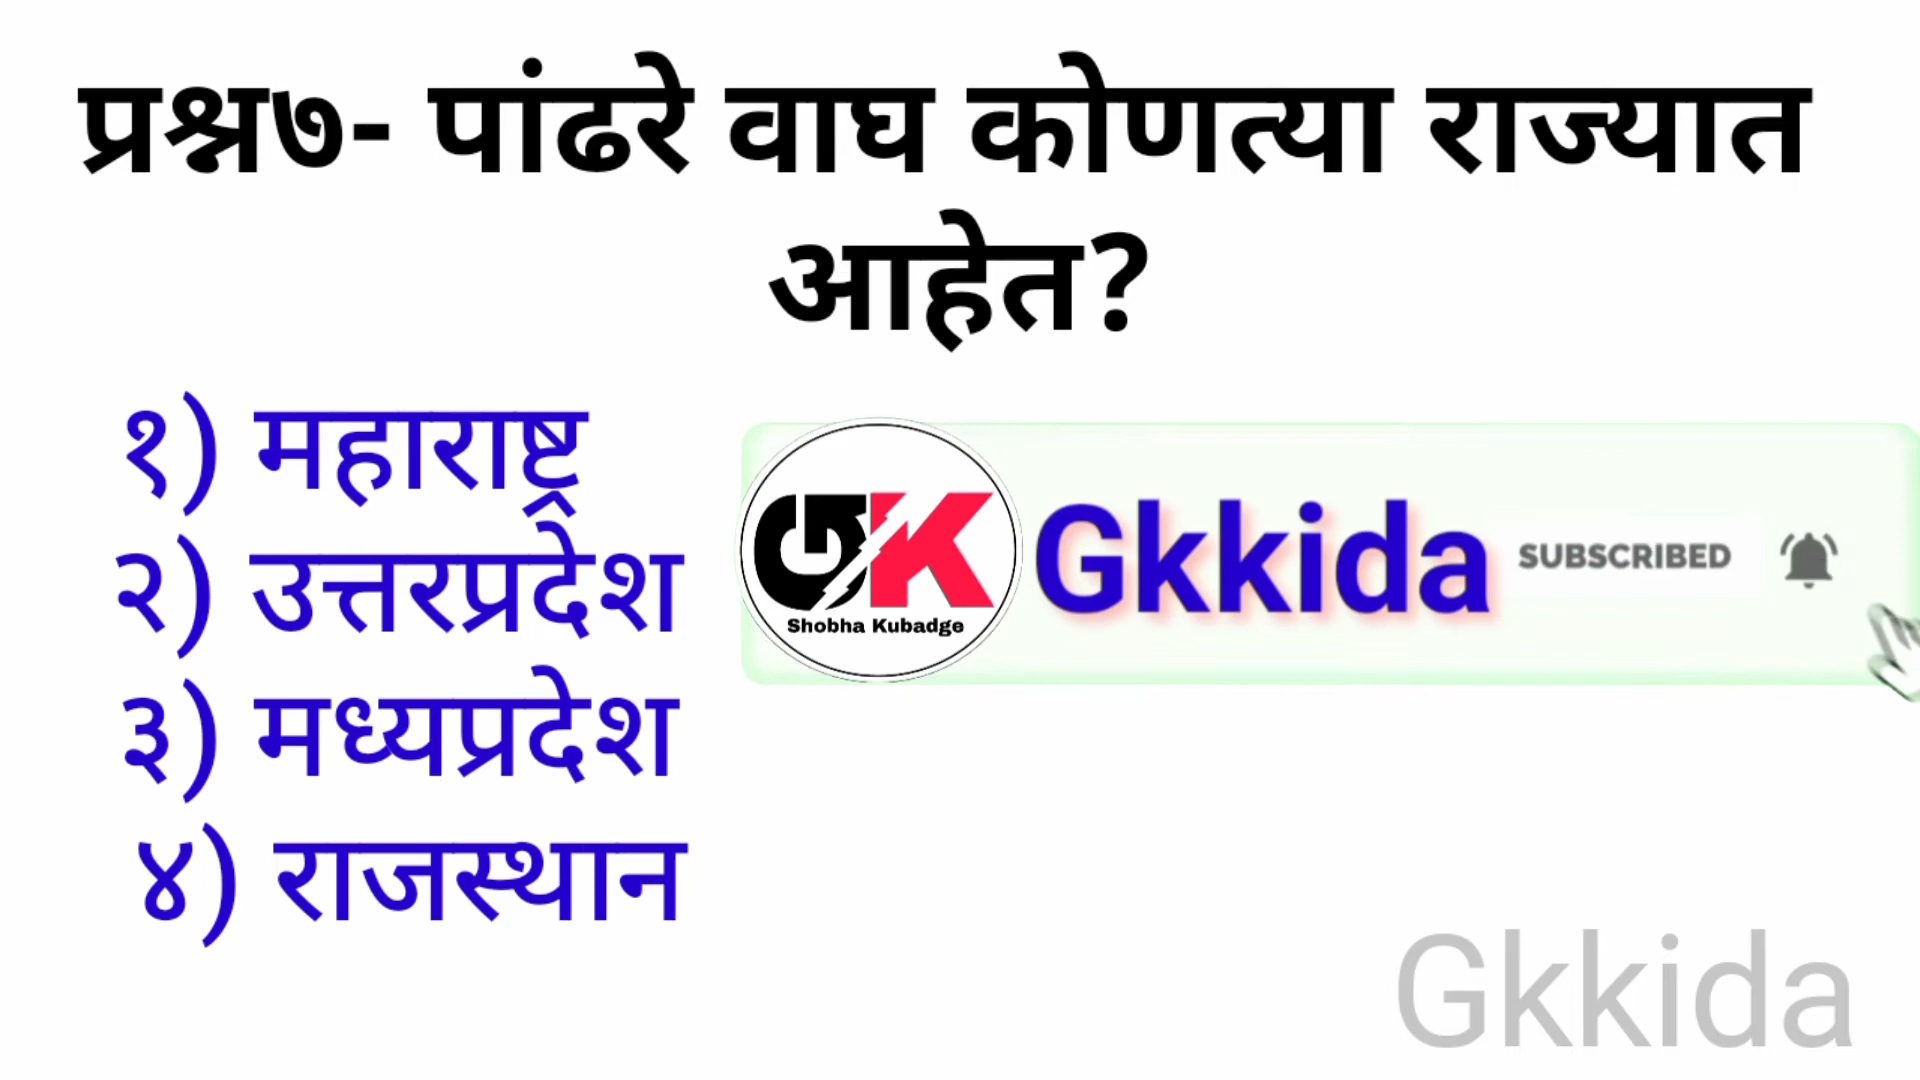 प्रश्न७- पांढरे वाघ कोणत्या राज्यात
आहेत?
१) महाराष्ट्र
२) उत्तरप्रदेश
३) मध्यप्रदेश
४) राजस्थान
GK
Shobha Kubadge
Gkkida
SUBSCRIBED
Gkkida